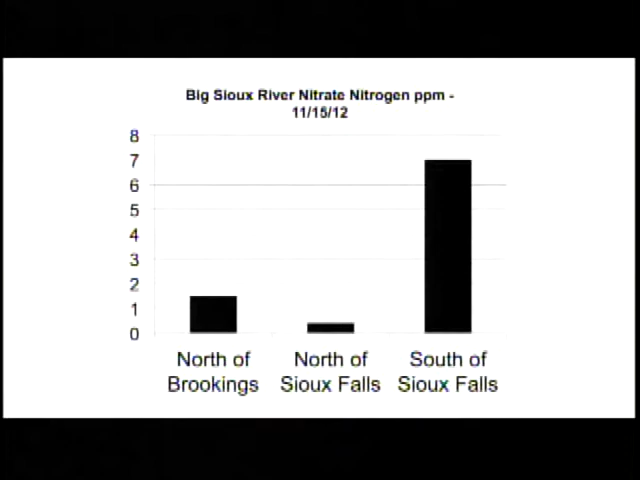 Big Sioux River Nitrate Nitrogen ppm -
11/15/12
8
7
6
5
4
3
2
1
0
North of
Brookings
North of
Sioux Falls
South of
Sioux Falls